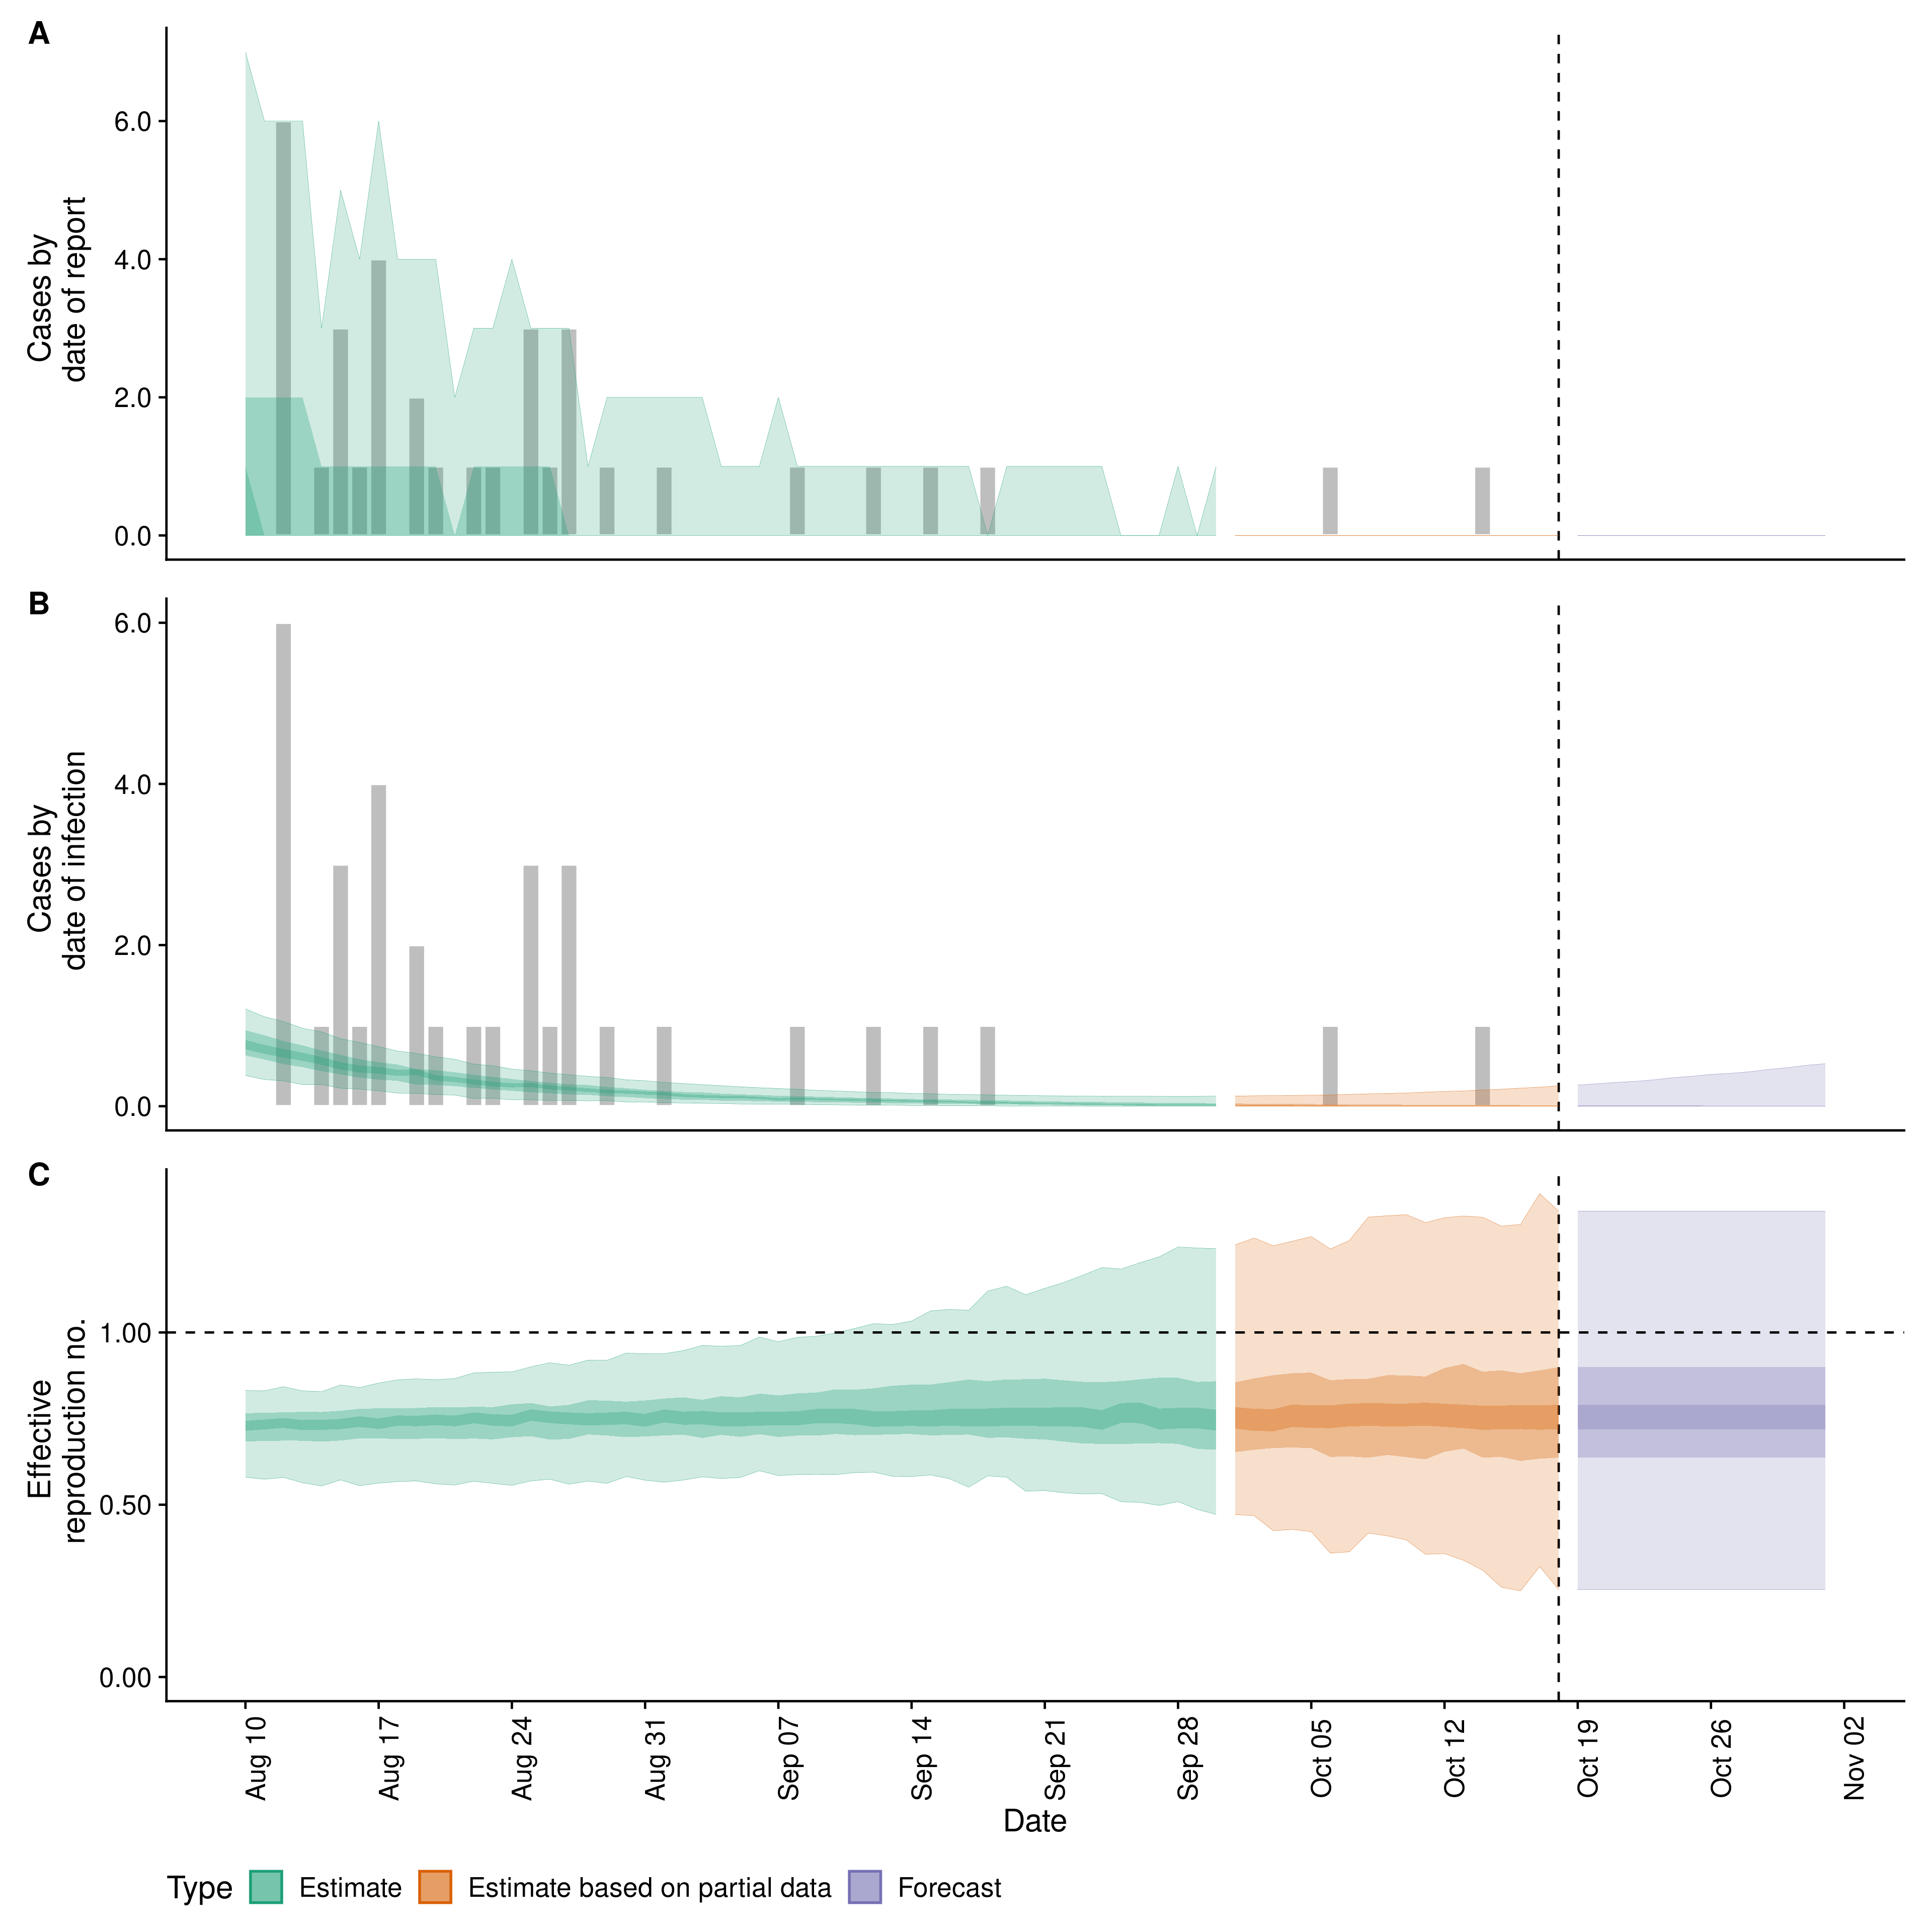 A
6.0
4.0
2.0
0.0
Cases by
date of report
B
6.0
4.0
2.0
0.0
Cases by
date of infection
C
1.00
0.50
0.00
Effective
reproduction no.
Aug 10
Aug 17
Aug 24
Aug 31
Sep 07
Sep 14
Sep 21
Sep 28
Oct 05
Oct 12
Oct 19
Oct 26
Nov 02
Date
Type Estimate Estimate based on partial data Forecast